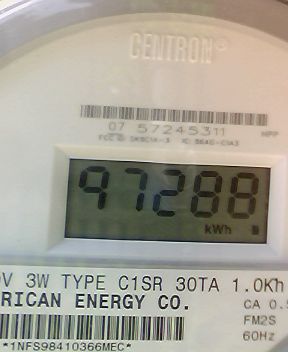 CENTRON®
07 57245311
97288
kWh
V 3W TYPE C1SR 30TA 1.0Kh
RICAN ENERGY CO.
CA 0.5
FM2S
60Hz
*1NFS98410366MEC*